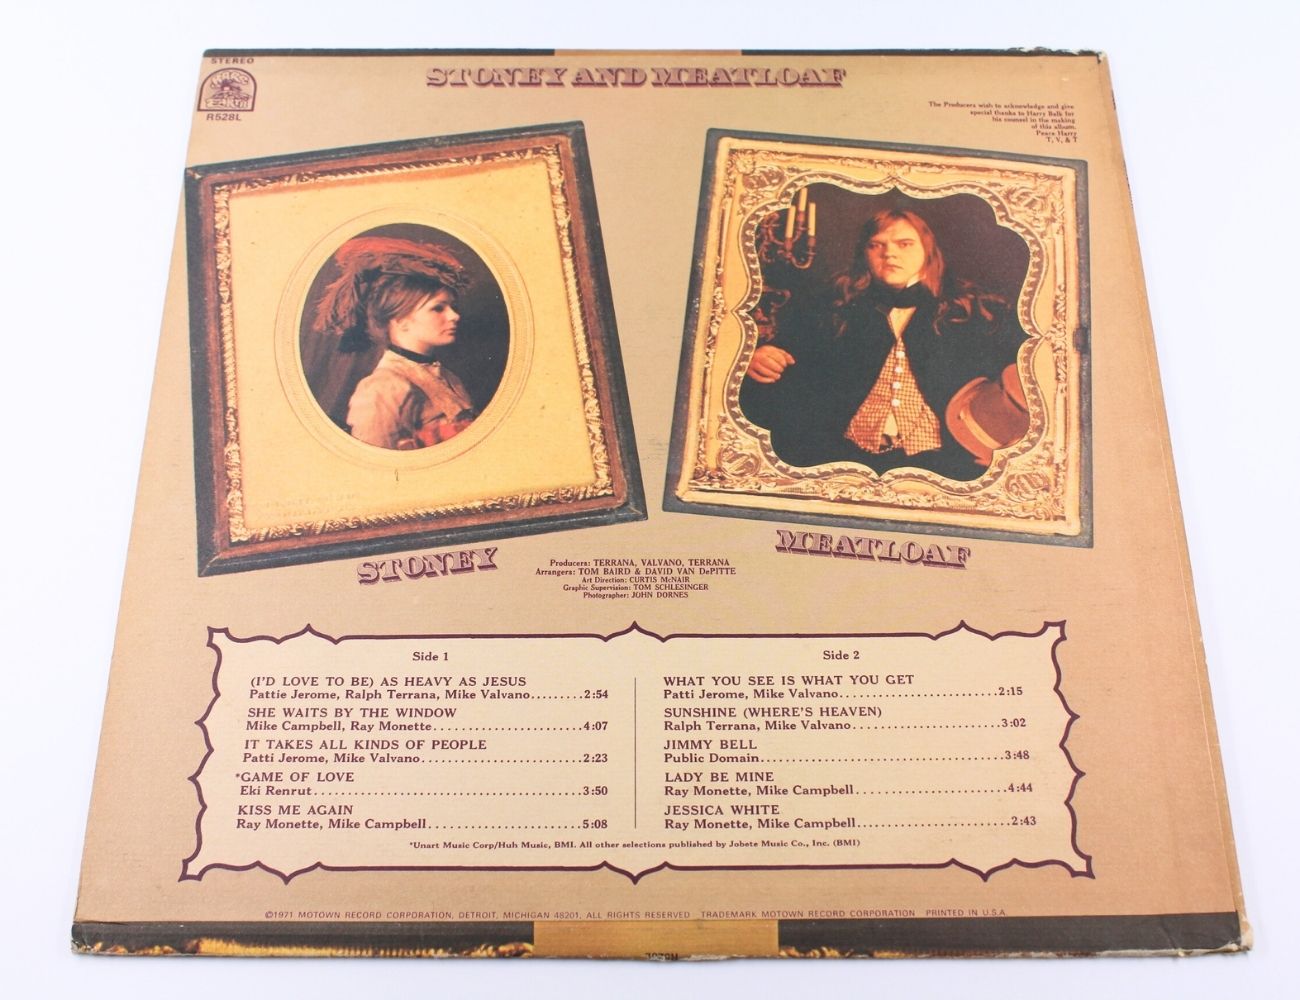 STEREO
RARE EARTH
R528L
STONEY AND MEATLOAF
The Producers wish to acknowledge and give
special thanks to Harry Balk for
his counsel in the making
of this album.
Peace Harry
T, V, & T
STONEY
MEATLOAF
Producers: TERRANA, VALVANO, TERRANA
Arrangers: TOM BAIRD & DAVID VAN DePITTE
Art Direction: CURTIS McNAIR
Graphic Supervision: TOM SCHLESINGER
Photographer: JOHN DORNES
Side 1
(I'D LOVE TO BE) AS HEAVY AS JESUS
Pattie Jerome, Ralph Terrana, Mike Valvano.........2:54
SHE WAITS BY THE WINDOW
Mike Campbell, Ray Monette.........................4:07
IT TAKES ALL KINDS OF PEOPLE
Patti Jerome, Mike Valvano...........................2:23
*GAME OF LOVE
Eki Renrut............................................3:50
KISS ME AGAIN
Ray Monette, Mike Campbell.........................5:08
Side 2
WHAT YOU SEE IS WHAT YOU GET
Patti Jerome, Mike Valvano..........................2:15
SUNSHINE (WHERE'S HEAVEN)
Ralph Terrana, Mike Valvano.........................3:02
JIMMY BELL
Public Domain........................................3:48
LADY BE MINE
Ray Monette, Mike Campbell.........................4:44
JESSICA WHITE
Ray Monette, Mike Campbell.........................2:43
*Unart Music Corp/Huh Music, BMI. All other selections published by Jobete Music Co., Inc. (BMI)
©1971 MOTOWN RECORD CORPORATION, DETROIT, MICHIGAN 48201, ALL RIGHTS RESERVED TRADEMARK MOTOWN RECORD CORPORATION PRINTED IN U.S.A.